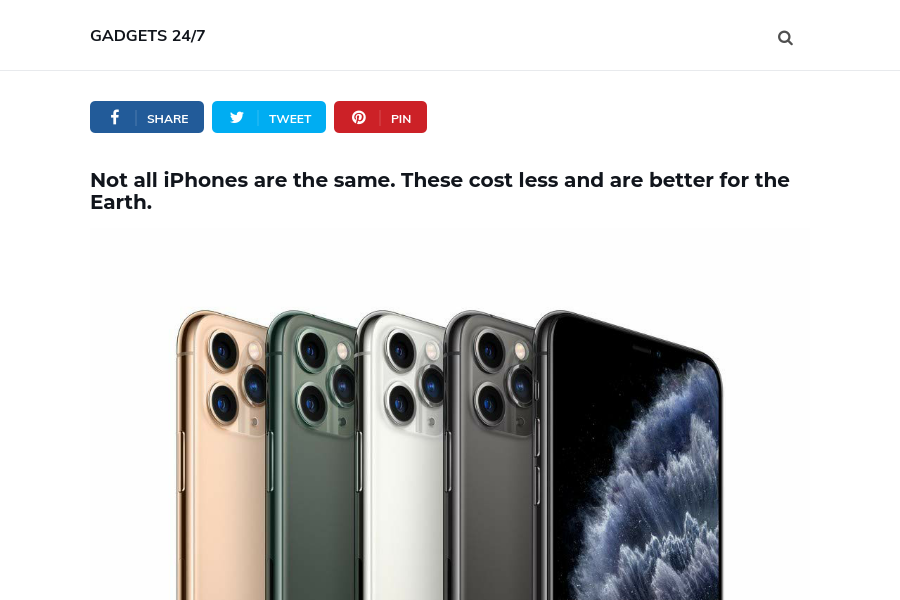 GADGETS 24/7
SHARE
TWEET
PIN
Not all iPhones are the same. These cost less and are better for the
Earth.